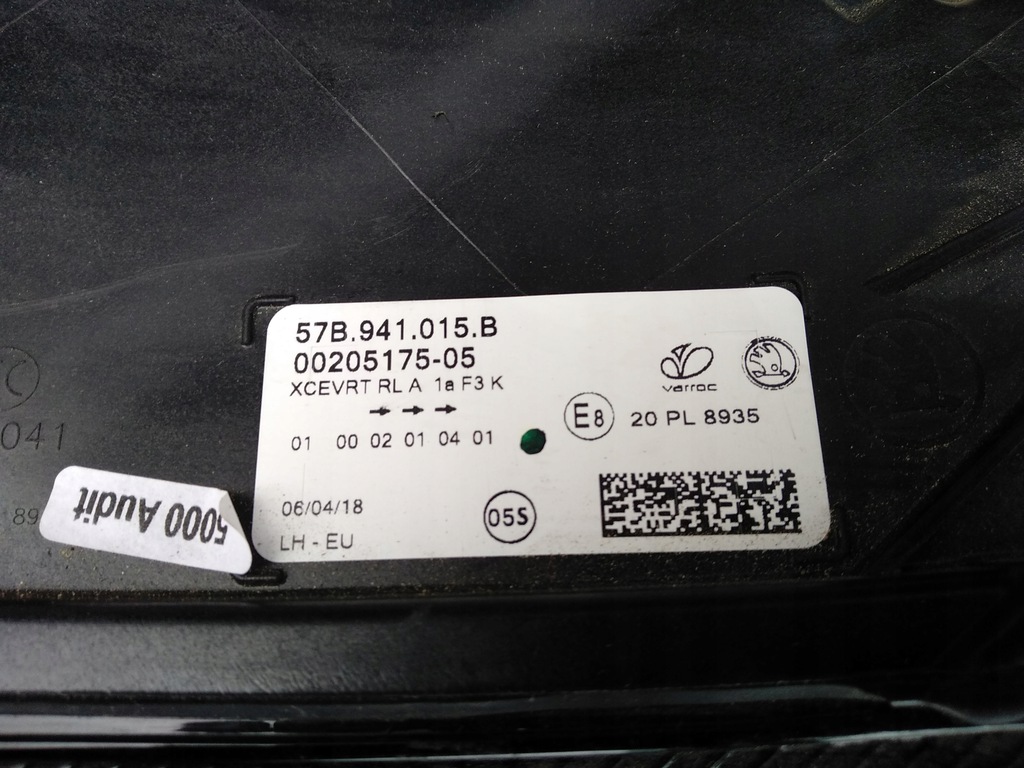 57B.941.015.B
00205175-05
XCEVRT RL A 1a F3 K
01 00 02 01 04 01
varroc
E8 20 PL 8935
06/04/18
05S
LH - EU
5000 Audit
C
041
89